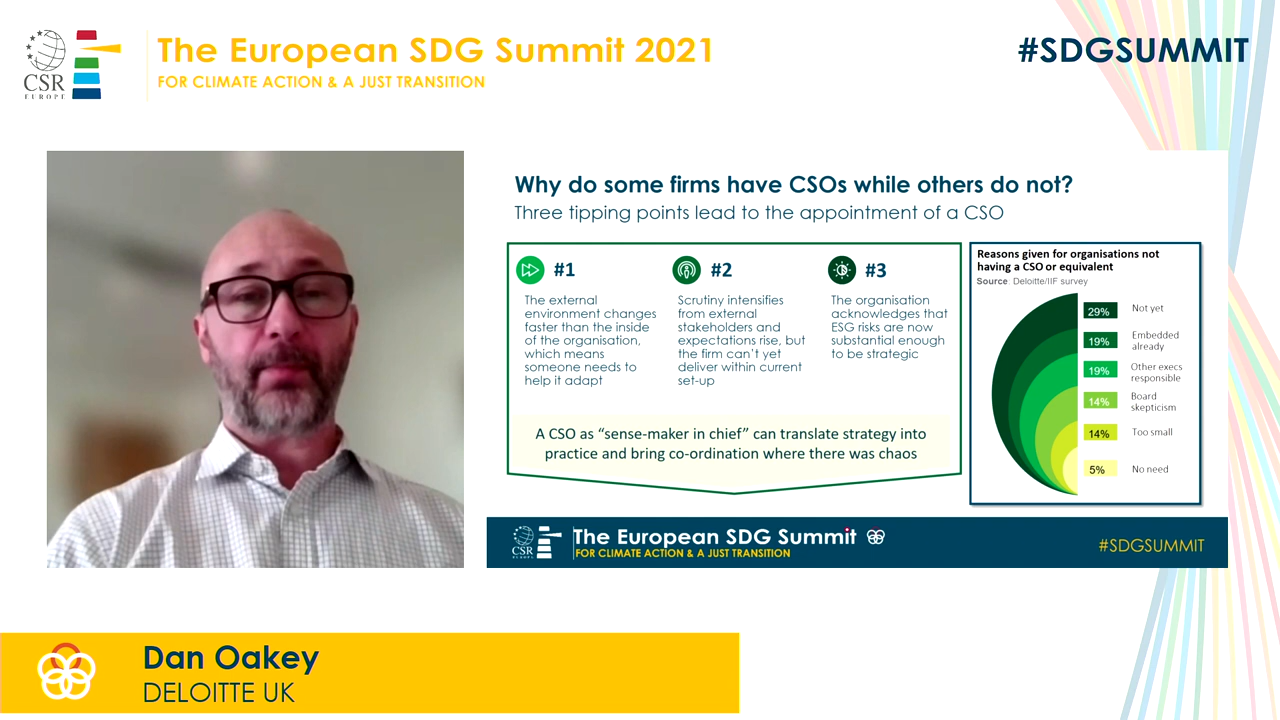 CSR
EUROPE
The European SDG Summit 2021
FOR CLIMATE ACTION & A JUST TRANSITION
#SDGSUMMIT
Why do some firms have CSOs while others do not?
Three tipping points lead to the appointment of a CSO
#1
The external
environment changes
faster than the inside
of the organisation,
which means
someone needs to
help it adapt
#2
Scrutiny intensifies
from external
stakeholders and
expectations rise, but
the firm can't yet
deliver within current
set-up
#3
The organisation
acknowledges that
ESG risks are now
substantial enough
to be strategic
A CSO as “sense-maker in chief” can translate strategy into
practice and bring co-ordination where there was chaos
Reasons given for organisations not
having a CSO or equivalent
Source Deloitte/IIF survey
29% Not yet
19% Embedded
already
19% Other execs
responsible
14% Board
skepticism
14% Too small
5% No need
CSR
EUROPE
The European SDG Summit
FOR CLIMATE ACTION & A JUST TRANSITION
#SDGSUMMIT
Dan Oakey
DELOITTE UK